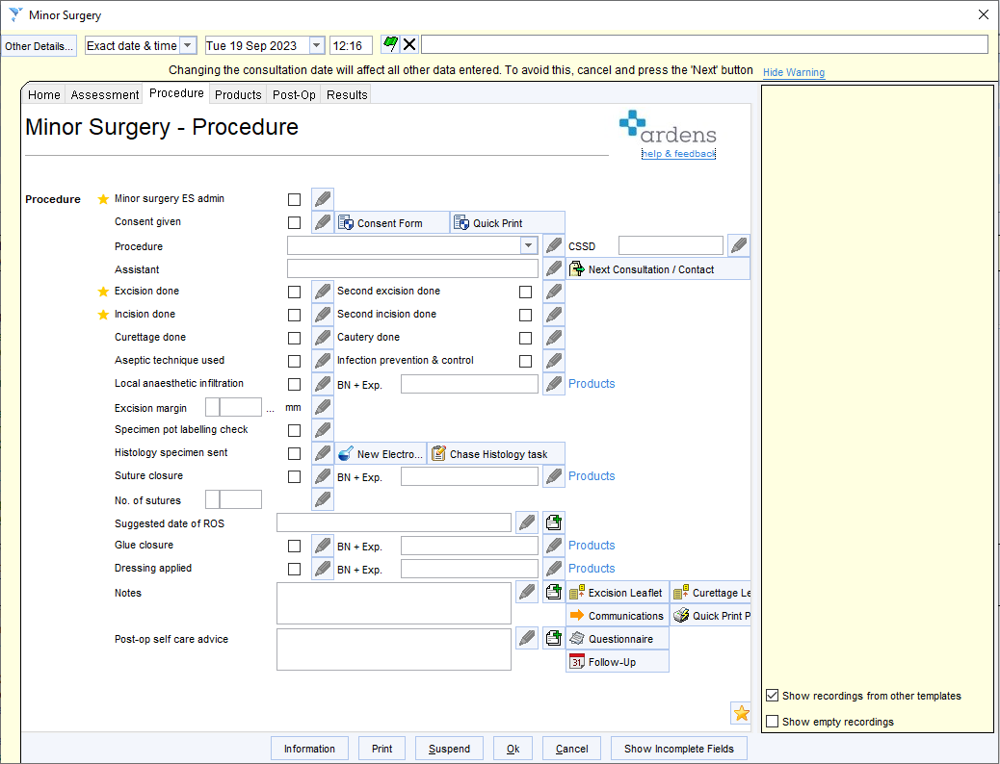 Minor Surgery
Other Details... Exact date & time Tue 19 Sep 2023 12:16
Changing the consultation date will affect all other data entered. To avoid this, cancel and press the 'Next' button Hide Warning
Home Assessment Procedure Products Post-Op Results
Minor Surgery - Procedure
ardens
help & feedback
Procedure Minor surgery ES admin
Consent given Consent Form Quick Print
Procedure CSSD
Assistant Next Consultation / Contact
Excision done Second excision done
Incision done Second incision done
Curettage done Cautery done
Aseptic technique used Infection prevention & control
Local anaesthetic infiltration BN + Exp. Products
Excision margin ... mm
Specimen pot labelling check
Histology specimen sent New Electro... Chase Histology task
Suture closure BN + Exp. Products
No. of sutures
Suggested date of ROS
Glue closure BN + Exp. Products
Dressing applied BN + Exp. Products
Notes Excision Leaflet Curettage Le
Communications Quick Print P
Post-op self care advice Questionnaire
31 Follow-Up
Show recordings from other templates
Show empty recordings
Information Print Suspend Ok Cancel Show Incomplete Fields